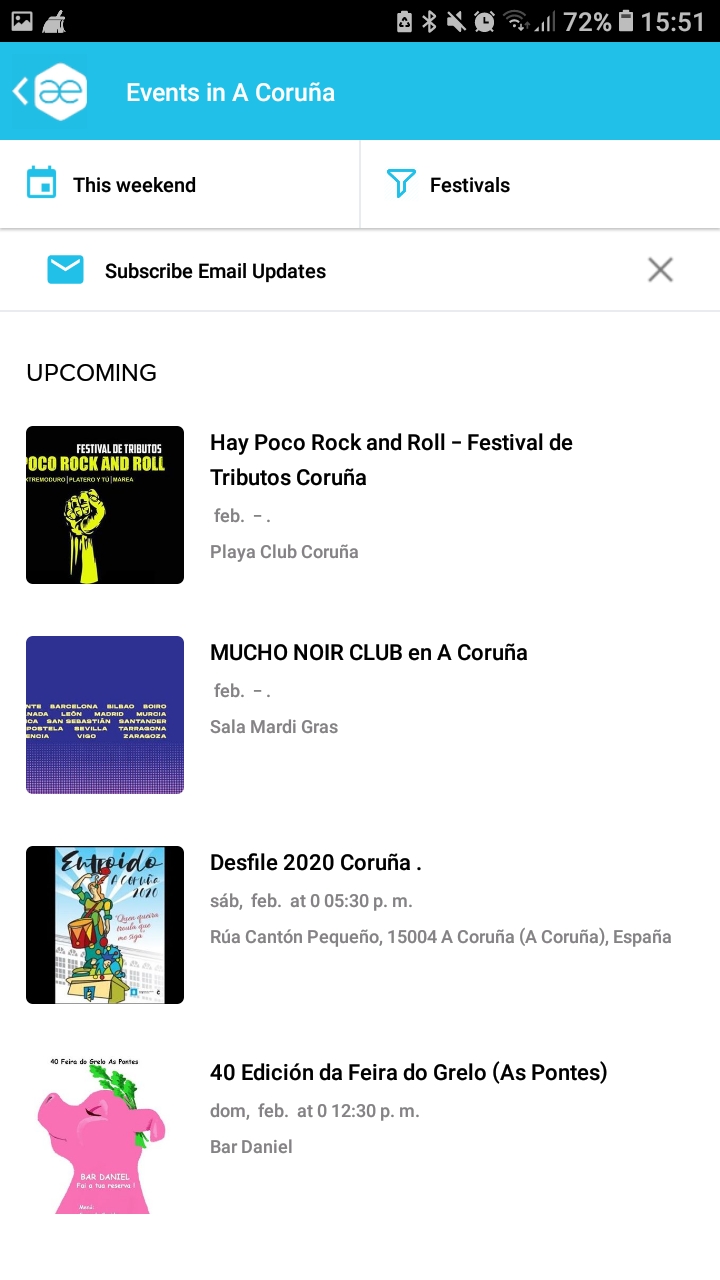 72% 15:51
æ Events in A Coruña
This weekend
Festivals
Subscribe Email Updates
UPCOMING
FESTIVAL DE TRIBUTOS
POCO ROCK AND ROLL
XTREMODURO | PLATERO Y TÚ | MAREA
Hay Poco Rock and Roll – Festival de
Tributos Coruña
feb. – .
Playa Club Coruña
NTE BARCELONA BILBAO BOIRO
NADA LEÓN MADRID MURCIA
CA SAN SEBASTIÁN SANTANDER
POSTELA SEVILLA TARRAGONA
ENCIA VIGO ZARAGOZA
MUCHO NOIR CLUB en A Coruña
feb. – .
Sala Mardi Gras
Entroido
A CORUÑA
2020
"Quen queira
troula que
me siga"
Desfile 2020 Coruña .
sáb, feb. at 0 05:30 p. m.
Rúa Cantón Pequeño, 15004 A Coruña (A Coruña), España
40 Feira do Grelo As Pontes
BAR DANIEL
Fai a tua reserva !
Menú:
40 Edición da Feira do Grelo (As Pontes)
dom, feb. at 0 12:30 p. m.
Bar Daniel